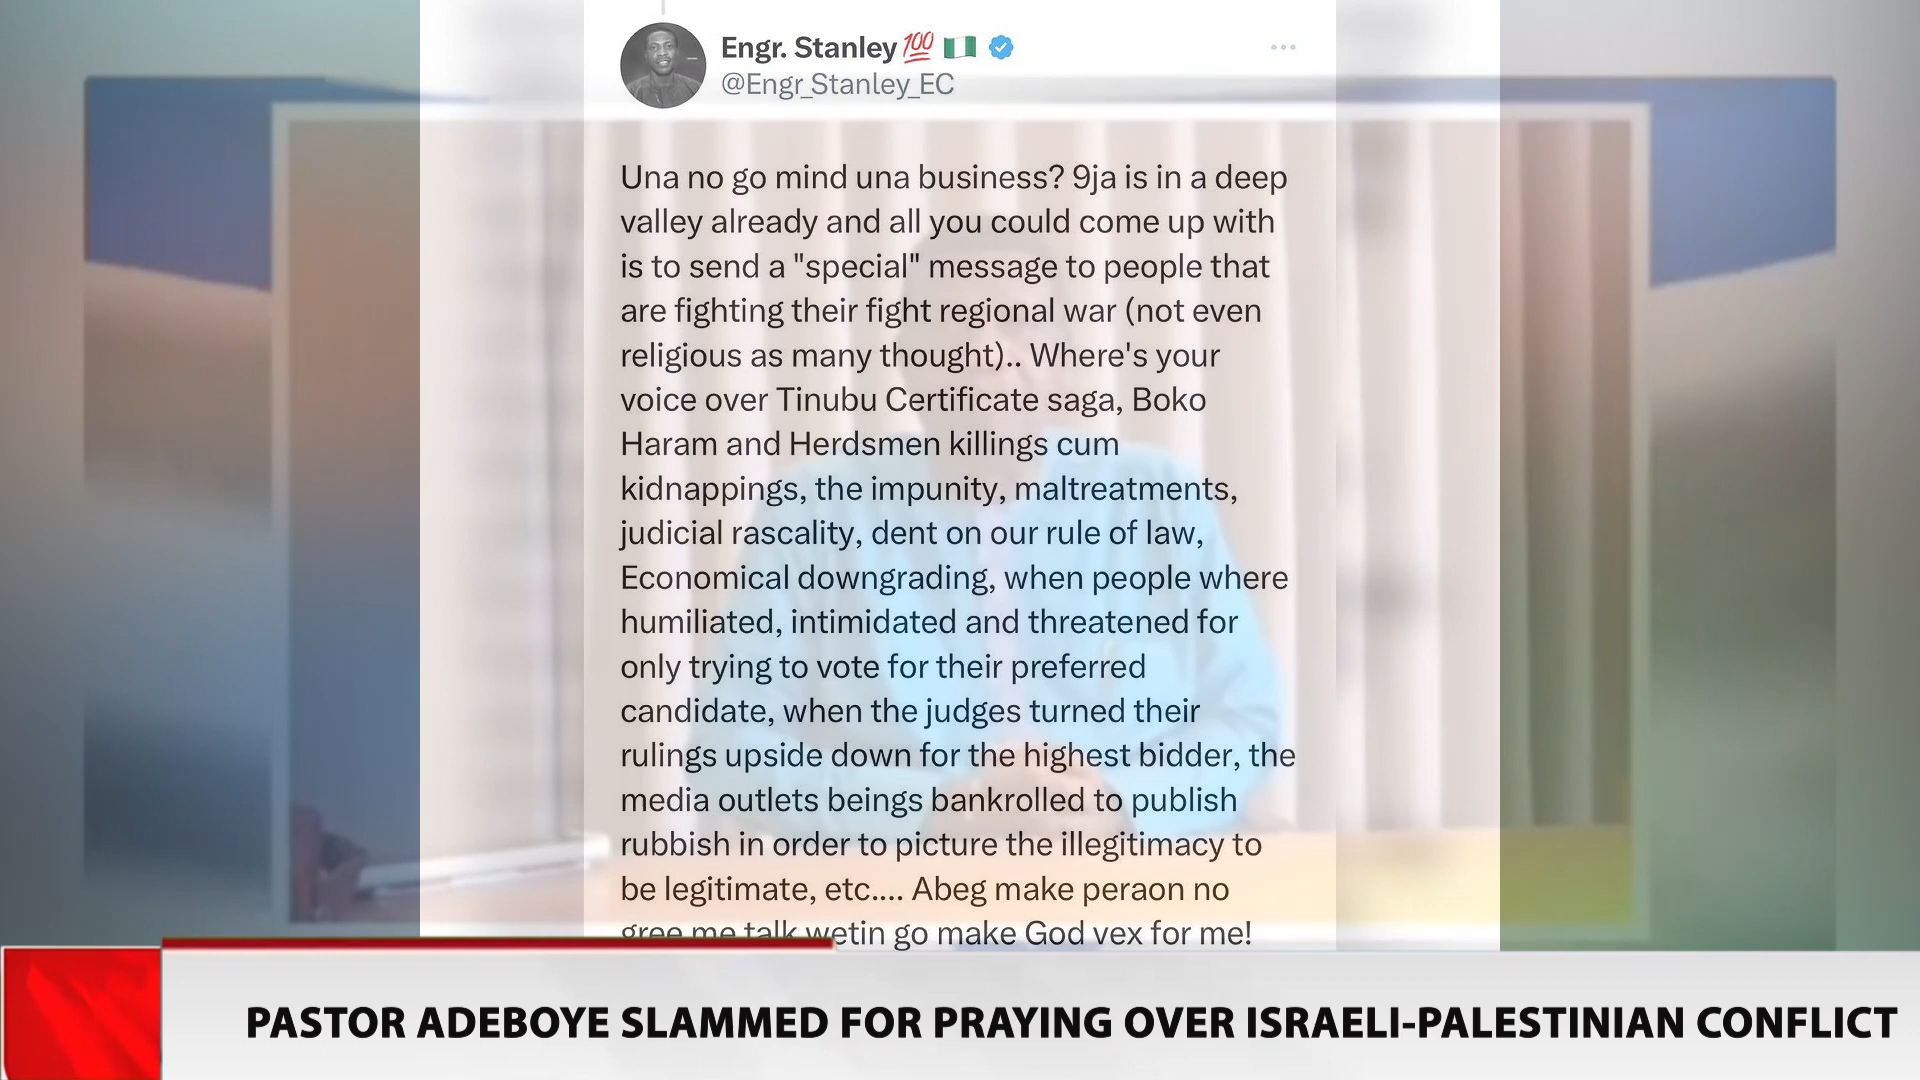 Engr. Stanley💯 🇳🇬
@Engr_Stanley_EC
Una no go mind una business? 9ja is in a deep
valley already and all you could come up with
is to send a "special" message to people that
are fighting their fight regional war (not even
religious as many thought).. Where's your
voice over Tinubu Certificate saga, Boko
Haram and Herdsmen killings cum
kidnappings, the impunity, maltreatments,
judicial rascality, dent on our rule of law,
Economical downgrading, when people where
humiliated, intimidated and threatened for
only trying to vote for their preferred
candidate, when the judges turned their
rulings upside down for the highest bidder, the
media outlets beings bankrolled to publish
rubbish in order to picture the illegitimacy to
be legitimate, etc.... Abeg make peraon no
gree me talk wetin go make God vex for me!
PASTOR ADEBOYE SLAMMED FOR PRAYING OVER ISRAELI-PALESTINIAN CONFLICT